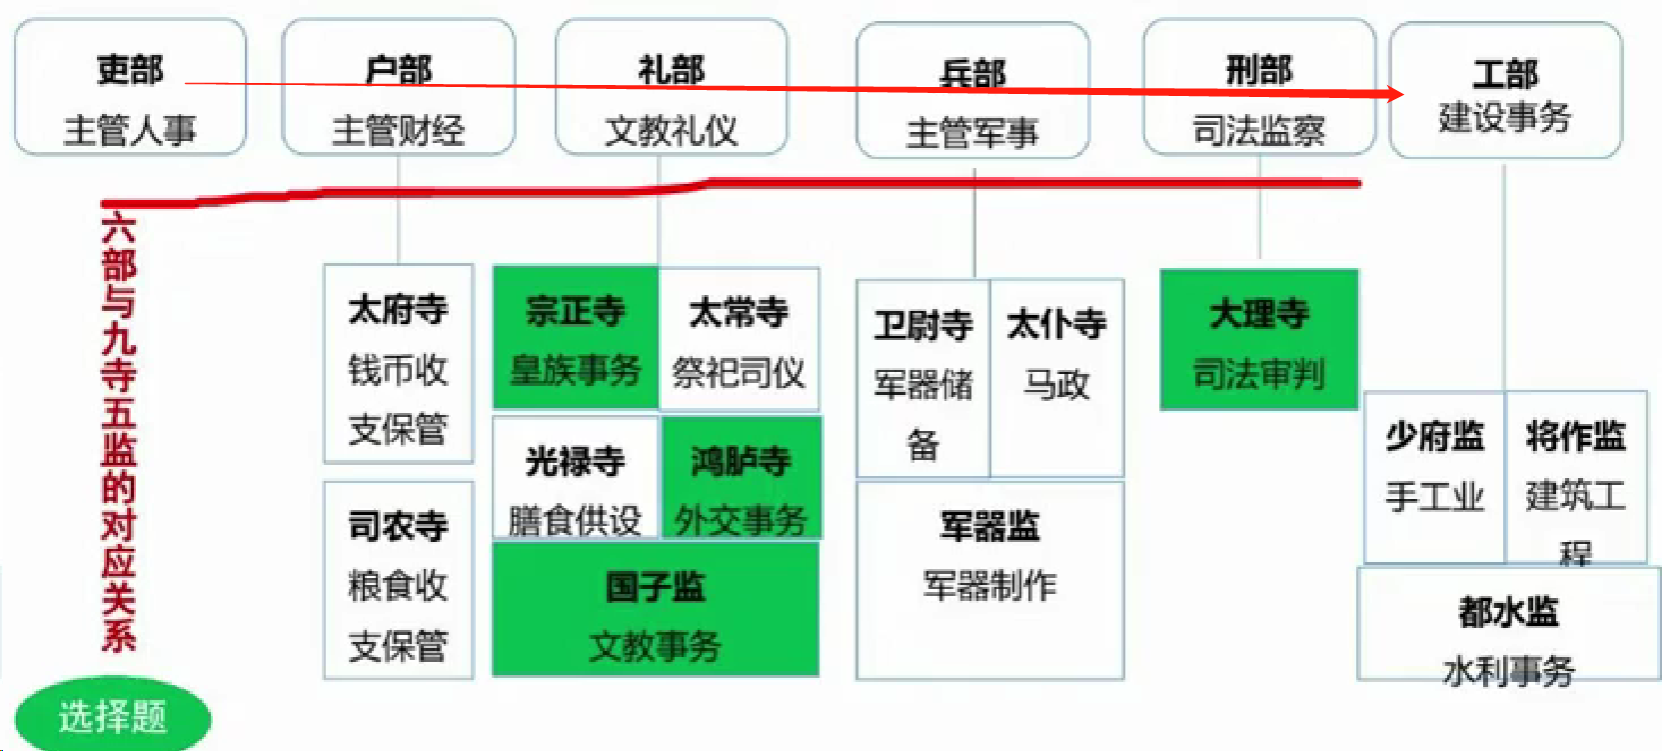 吏部
主管人事
户部
主管财经
礼部
文教礼仪
兵部
主管军事
刑部
司法监察
工部
建设事务
六部与九寺五监的对应关系
太府寺
钱币收
支保管
司农寺
粮食收
支保管
宗正寺
皇族事务
太常寺
祭祀司仪
光禄寺
膳食供设
鸿胪寺
外交事务
国子监
文教事务
卫尉寺
军器储
备
太仆寺
马政
军器监
军器制作
大理寺
司法审判
少府监
手工业
将作监
建筑工
程
都水监
水利事务
选择题